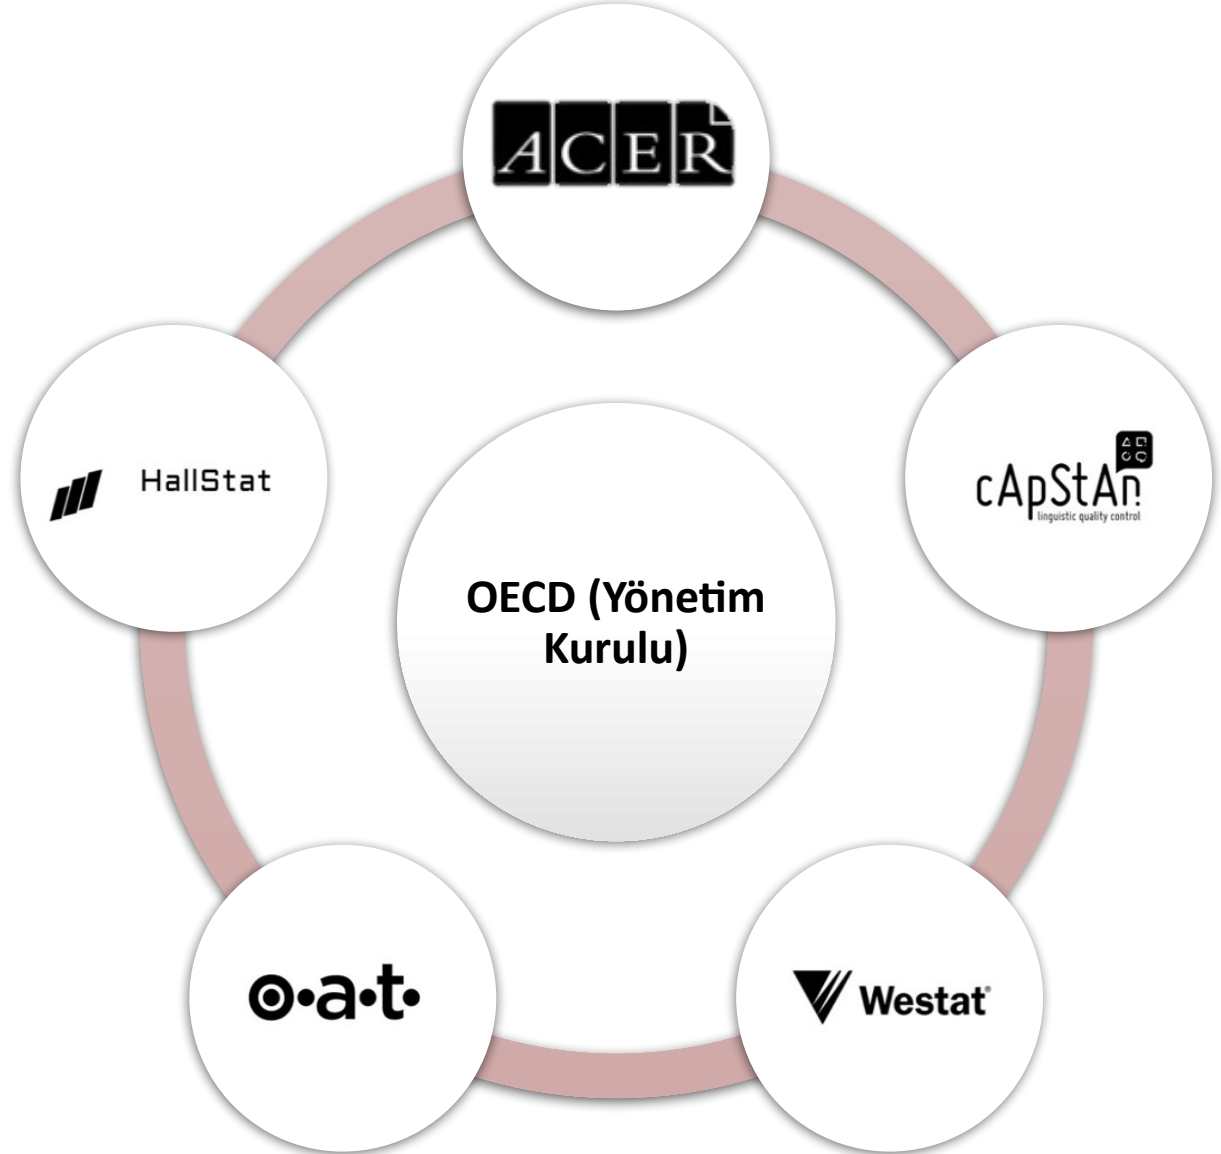 ACER
HallStat
cApStAn
linguistic quality control
OECD (Yönetim
Kurulu)
o.a.t.
Westat®